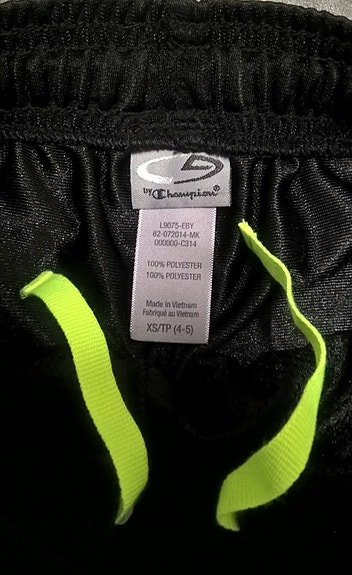 C9
by Champion®
L9075-EBY
82-072014-MK
000000-C314
100% POLYESTER
100% POLYESTER
Made in Vietnam
Fabriqué au Vietnam
XS/TP (4-5)